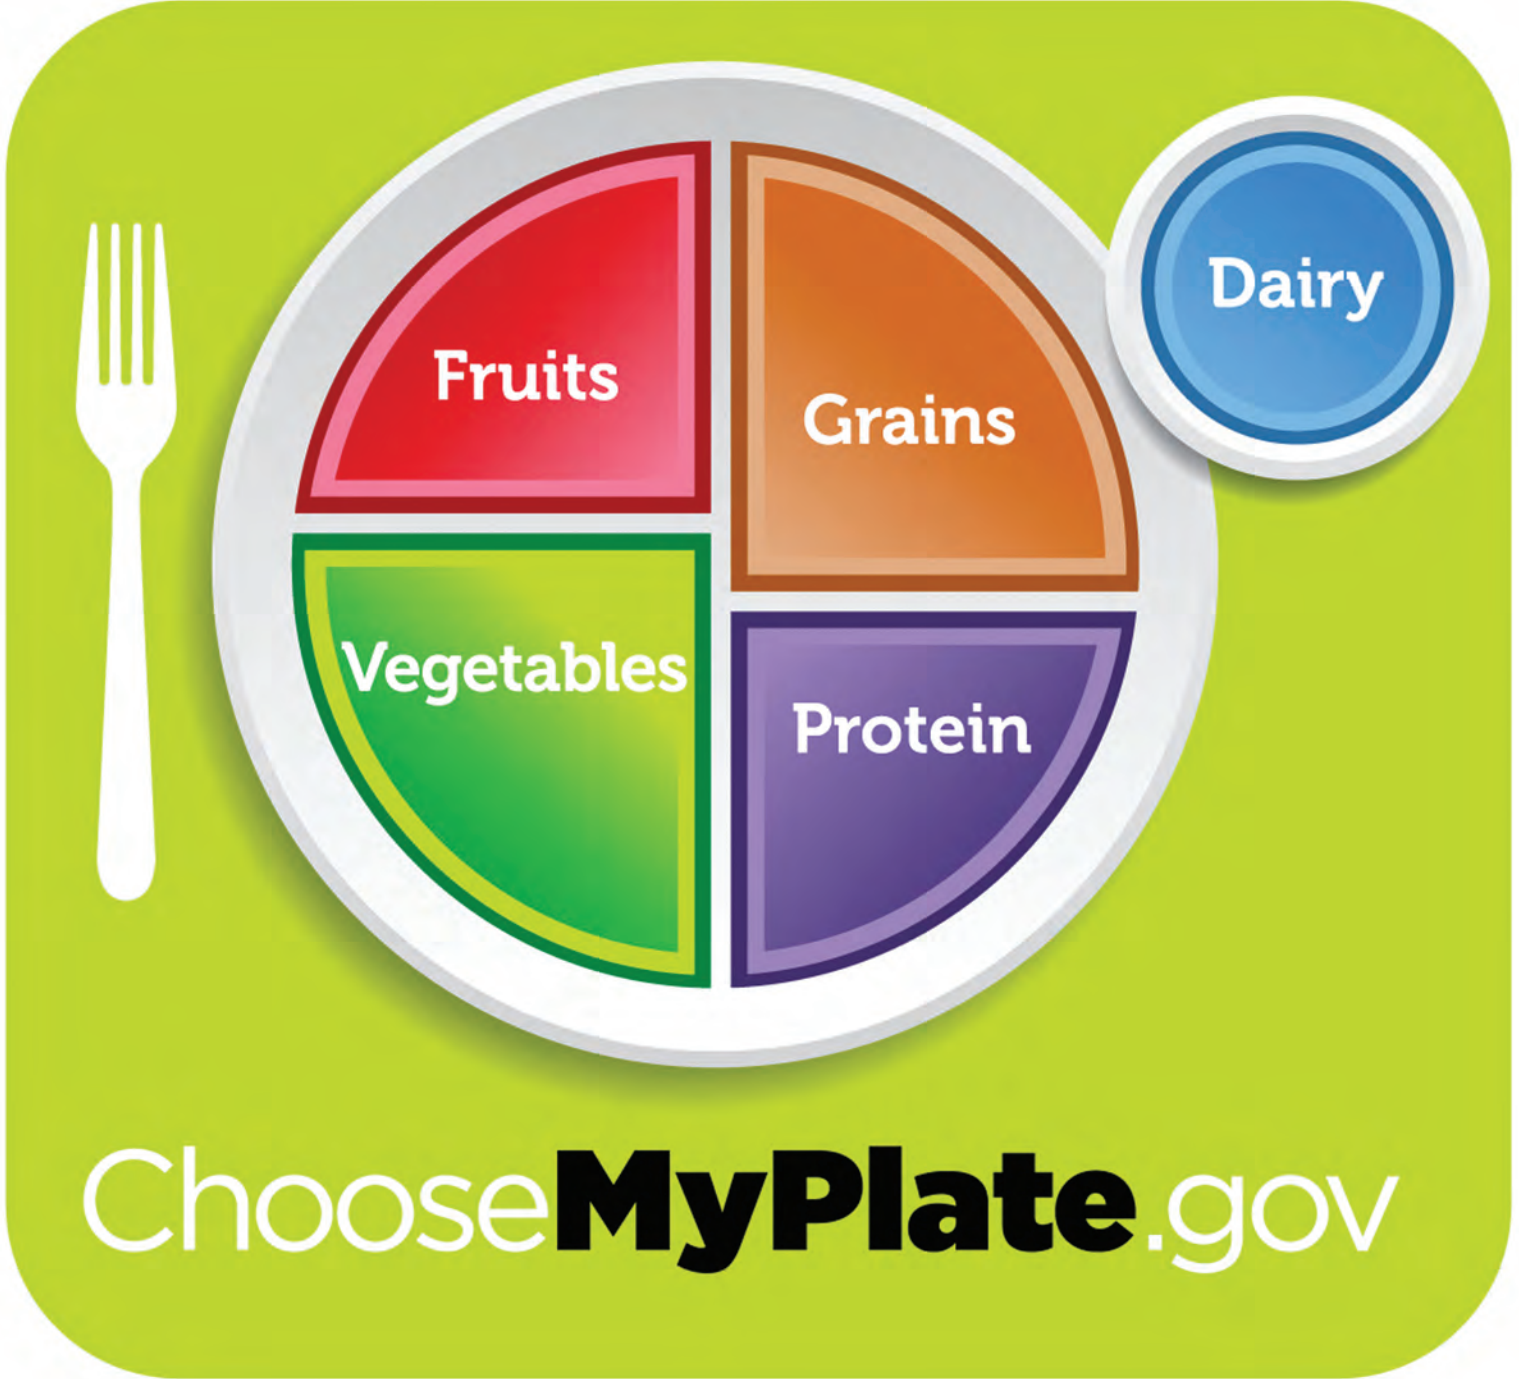 Dairy
Fruits
Grains
Vegetables
Protein
ChooseMyPlate.gov